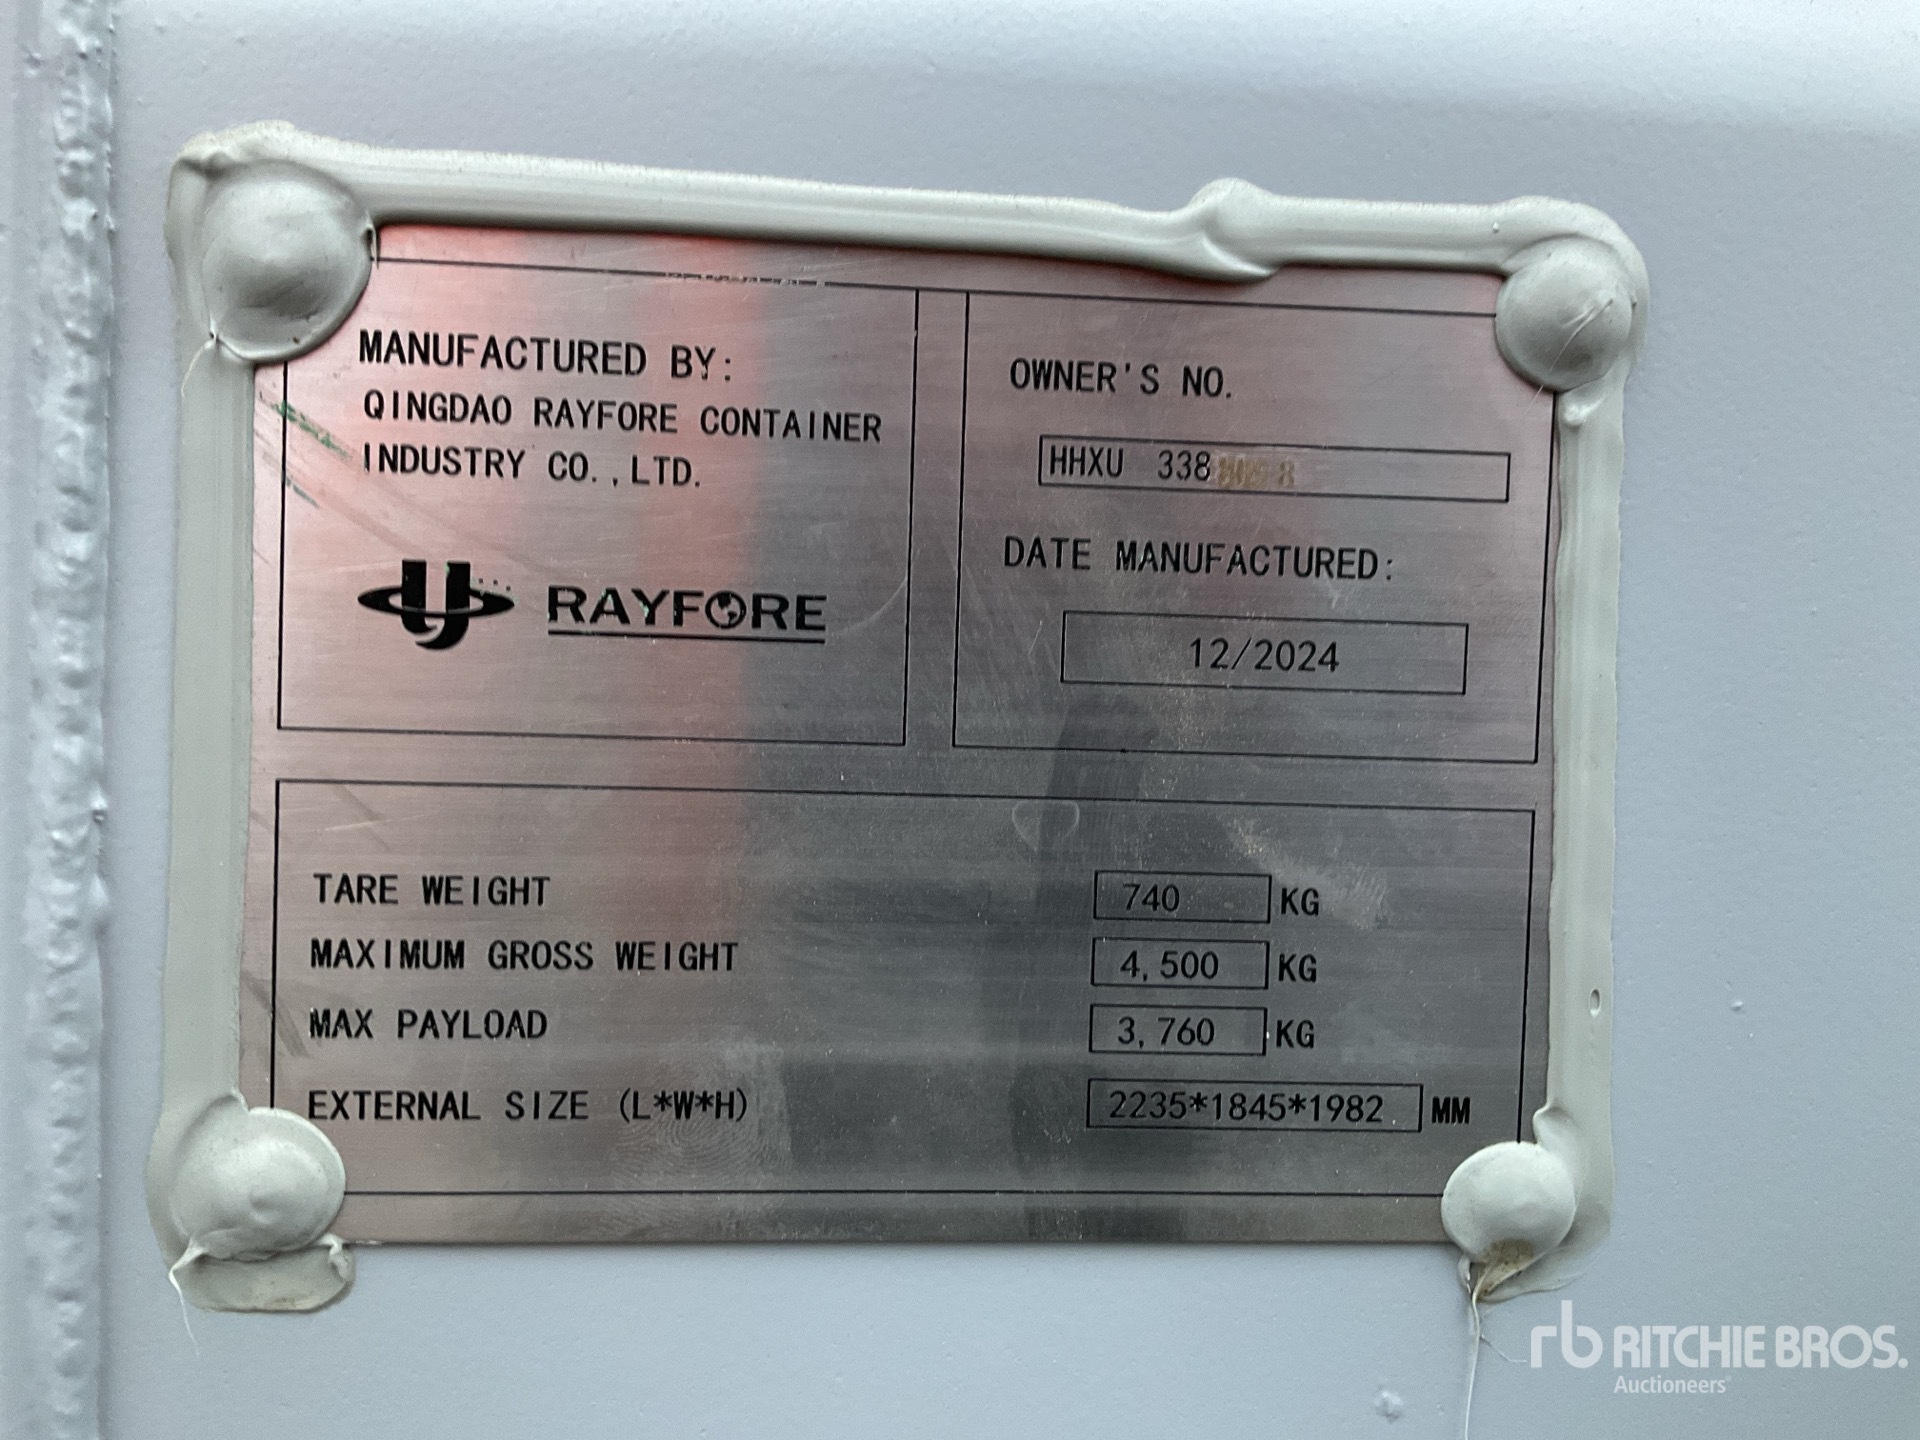 MANUFACTURED BY:
QINGDAO RAYFORE CONTAINER
INDUSTRY CO.,LTD.
RAYFORE
OWNER'S NO.
HHXU 338
DATE MANUFACTURED:
12/2024
TARE WEIGHT 740 KG
MAXIMUM GROSS WEIGHT 4,500 KG
MAX PAYLOAD 3,760 KG
EXTERNAL SIZE (L*W*H) 2235*1845*1982 MM
rb RITCHIE BROS.
Auctioneers